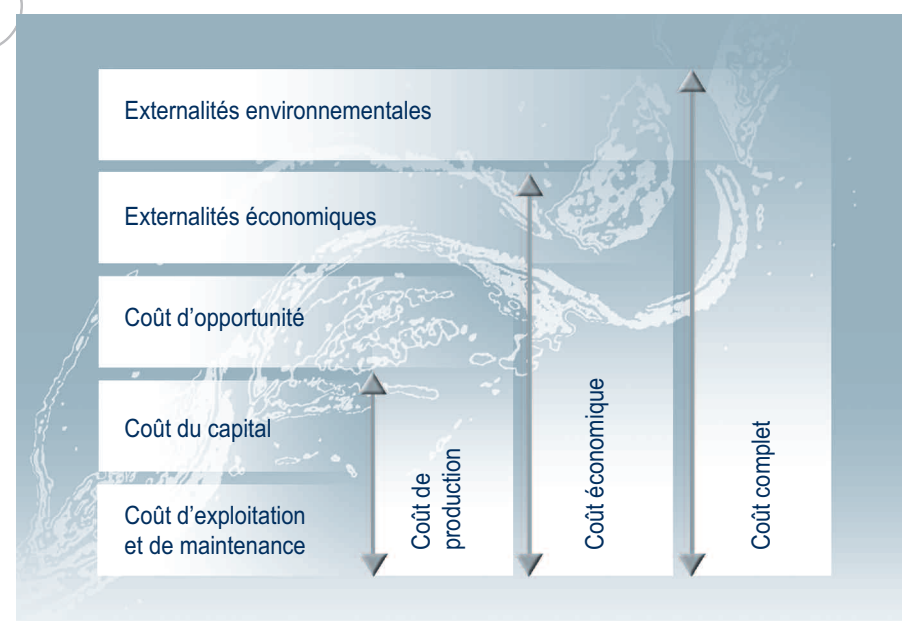 Externalités environnementales
Externalités économiques
Coût d’opportunité
Coût du capital
Coût d’exploitation
et de maintenance
Coût de
production
Coût économique
Coût complet